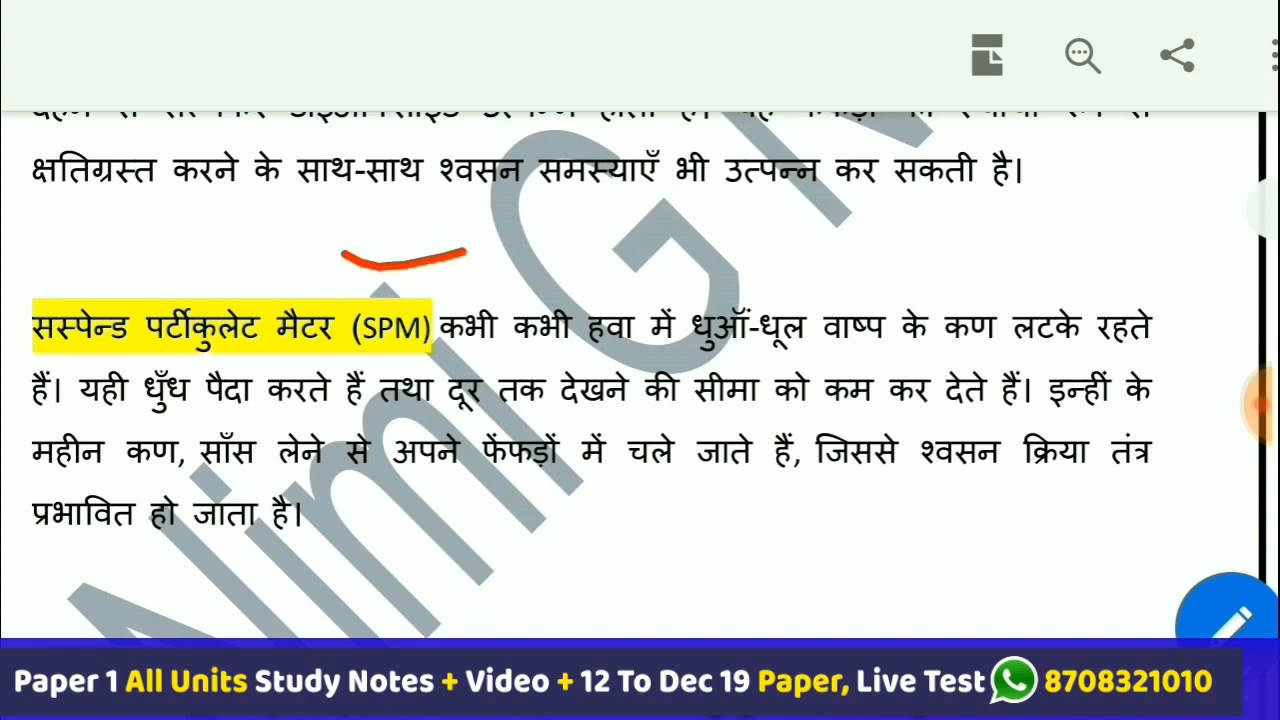 क्षतिग्रस्त करने के साथ-साथ श्वसन समस्याएँ भी उत्पन्न कर सकती है।
सस्पेन्ड पर्टीकुलेट मैटर (SPM) कभी कभी हवा में धुऑं-धूल वाष्प के कण लटके रहते
हैं। यही धुँध पैदा करते हैं तथा दूर तक देखने की सीमा को कम कर देते हैं। इन्हीं के
महीन कण, साँस लेने से अपने फेंफड़ों में चले जाते हैं, जिससे श्वसन क्रिया तंत्र
प्रभावित हो जाता है।
Paper 1 All Units Study Notes + Video + 12 To Dec 19 Paper, Live Test 8708321010